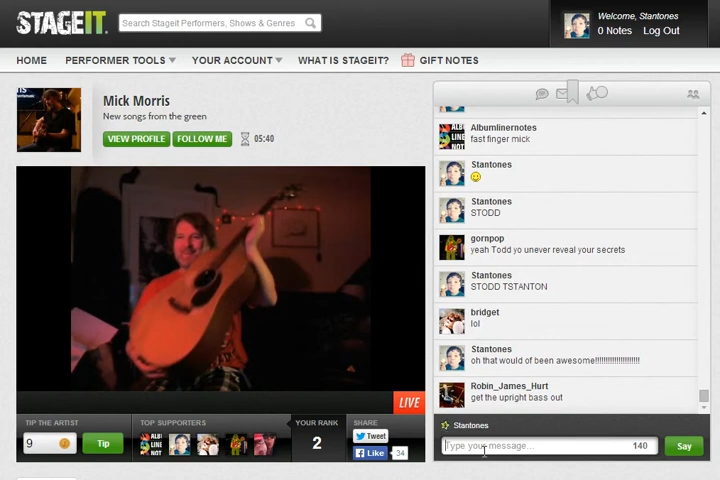 STAGEIT.
Search Stageit Performers, Shows & Genres
Welcome, Stantones
0 Notes Log Out
HOME PERFORMER TOOLS YOUR ACCOUNT WHAT IS STAGEIT? GIFT NOTES
Mick Morris
New songs from the green
VIEW PROFILE FOLLOW ME 05:40
LIVE
TIP THE ARTIST
9
Tip
TOP SUPPORTERS
YOUR RANK
2
SHARE
Tweet
Like 34
Albumlinernotes
fast finger mick
Stantones
Stantones
STODD
gornpop
yeah Todd yo unever reveal your secrets
Stantones
STODD TSTANTON
bridget
lol
Stantones
oh that would of been awesome!!!!!!!!!!!!!!!!!!!!!!
Robin_James_Hurt
get the upright bass out
Stantones
Type your message... 140
Say